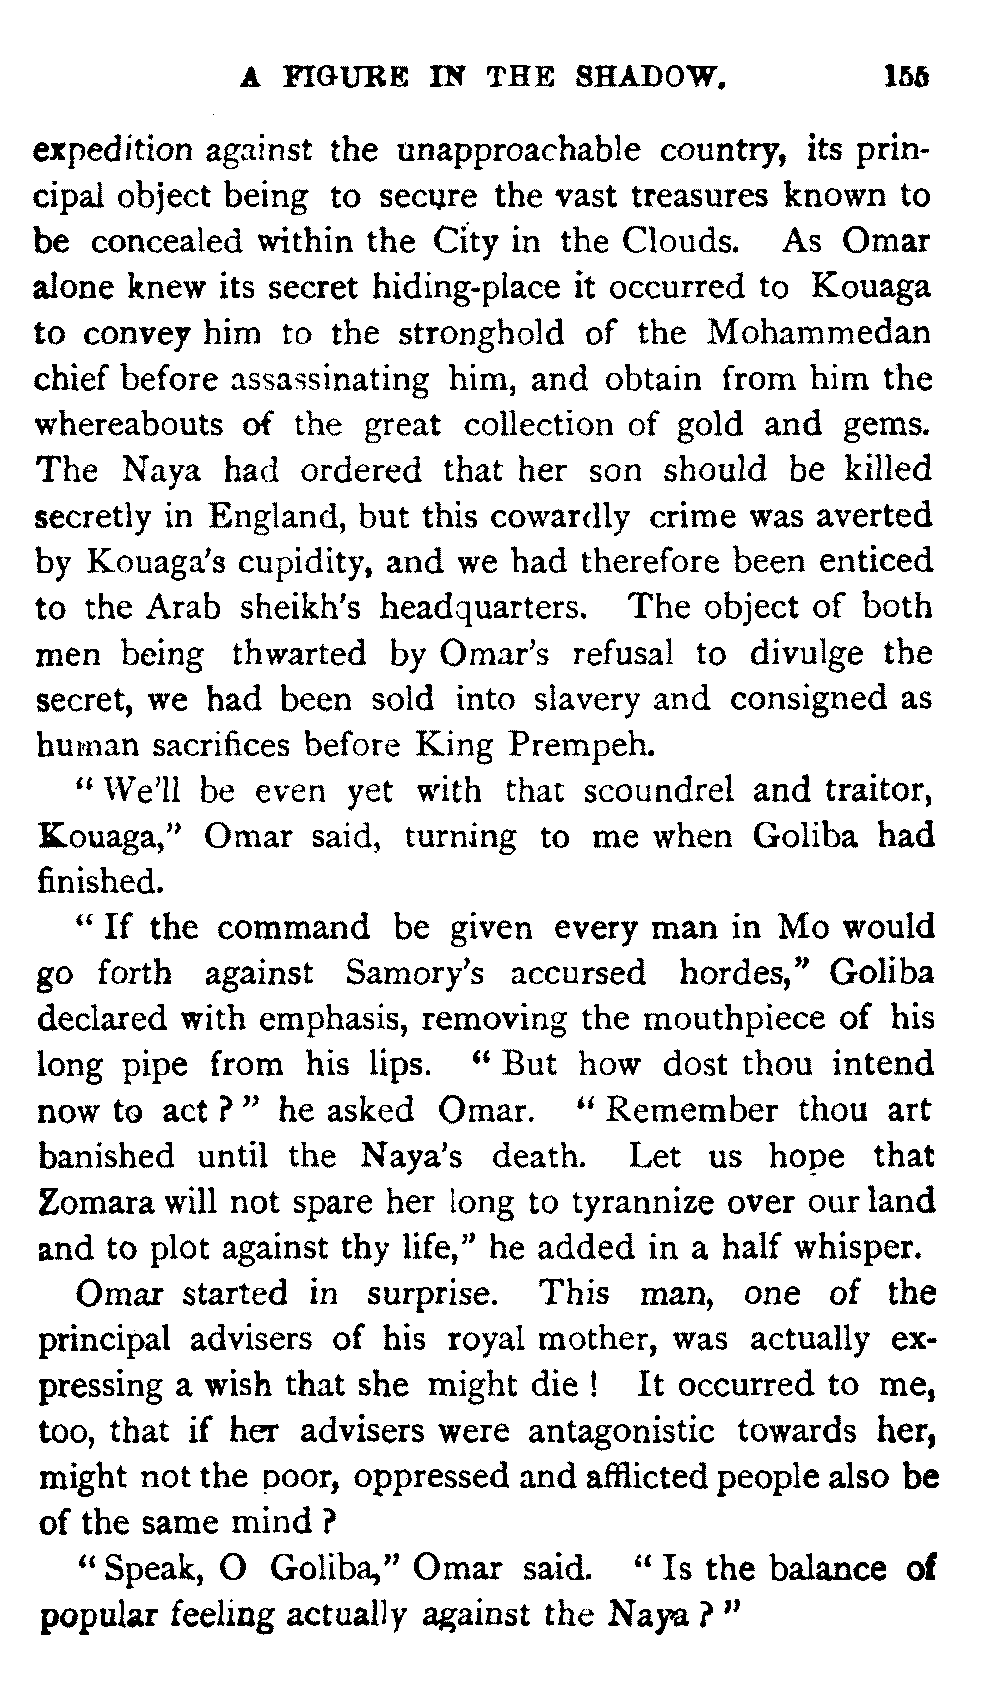 A FIGURE IN THE SHADOW. 155
expedition against the unapproachable country, its prin-
cipal object being to secure the vast treasures known to
be concealed within the City in the Clouds. As Omar
alone knew its secret hiding-place it occurred to Kouaga
to convey him to the stronghold of the Mohammedan
chief before assassinating him, and obtain from him the
whereabouts of the great collection of gold and gems.
The Naya had ordered that her son should be killed
secretly in England, but this cowardly crime was averted
by Kouaga's cupidity, and we had therefore been enticed
to the Arab sheikh's headquarters. The object of both
men being thwarted by Omar's refusal to divulge the
secret, we had been sold into slavery and consigned as
human sacrifices before King Prempeh.
"We'll be even yet with that scoundrel and traitor,
Kouaga," Omar said, turning to me when Goliba had
finished.
"If the command be given every man in Mo would
go forth against Samory's accursed hordes," Goliba
declared with emphasis, removing the mouthpiece of his
long pipe from his lips. "But how dost thou intend
now to act?" he asked Omar. "Remember thou art
banished until the Naya's death. Let us hope that
Zomara will not spare her long to tyrannize over our land
and to plot against thy life," he added in a half whisper.
Omar started in surprise. This man, one of the
principal advisers of his royal mother, was actually ex-
pressing a wish that she might die! It occurred to me,
too, that if her advisers were antagonistic towards her,
might not the poor, oppressed and afflicted people also be
of the same mind?
"Speak, O Goliba," Omar said. "Is the balance of
popular feeling actually against the Naya?"